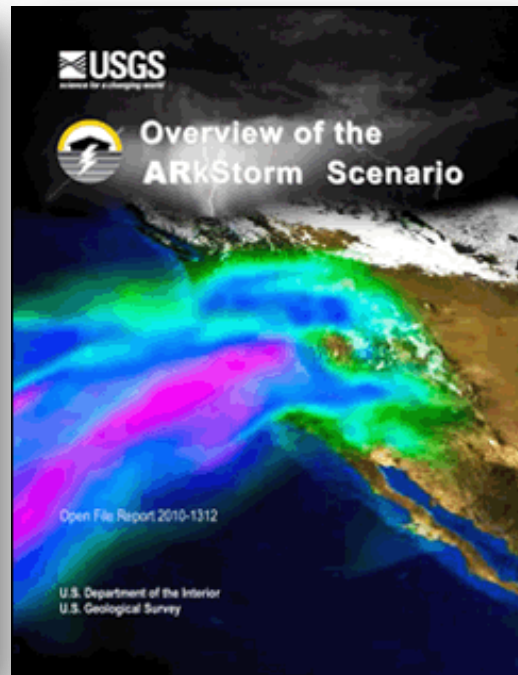 USGS
science for a changing world
Overview of the
ARkStorm Scenario
Open File Report 2010-1312
U.S. Department of the Interior
U.S. Geological Survey